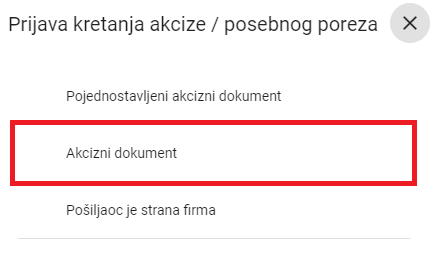 Prijava kretanja akcize / posebnog poreza
Pojednostavljeni akcizni dokument
Akcizni dokument
Pošiljaoc je strana firma